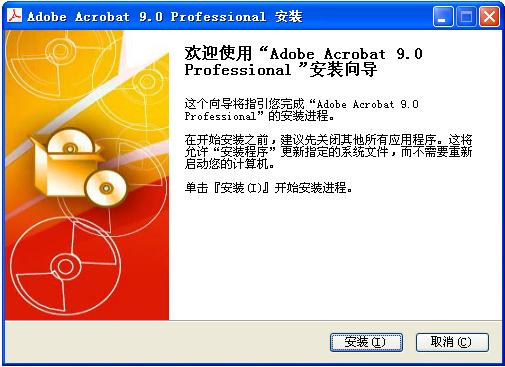 Adobe Acrobat 9.0 Professional 安装
欢迎使用“Adobe Acrobat 9.0
Professional ”安装向导
这个向导将指引您完成“Adobe Acrobat 9.0
Professional”的安装进程。
在开始安装之前，建议先关闭其他所有应用程序。这将
允许“安装程序”更新指定的系统文件，而不需要重新
启动您的计算机。
单击『安装(I)』开始安装进程。
安装(I)
取消(C)